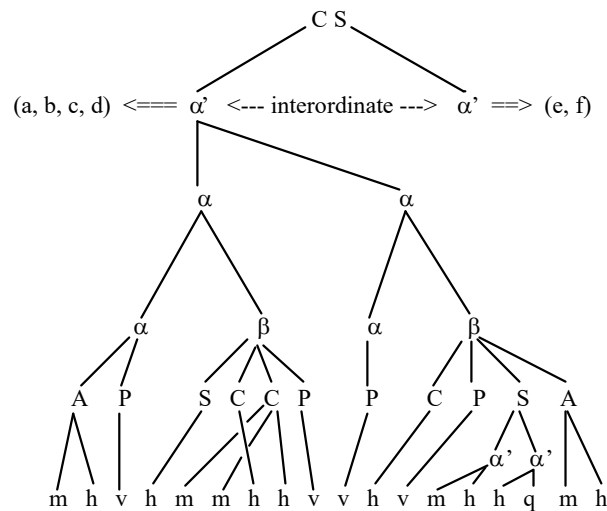 C S
(a, b, c, d) <=== α’ <--- interordinate ---> α’ ==> (e, f)
α α
α β α β
A P S C C P P C P S A
α’ α’
m h v h m m h h v v h v m h h q m h